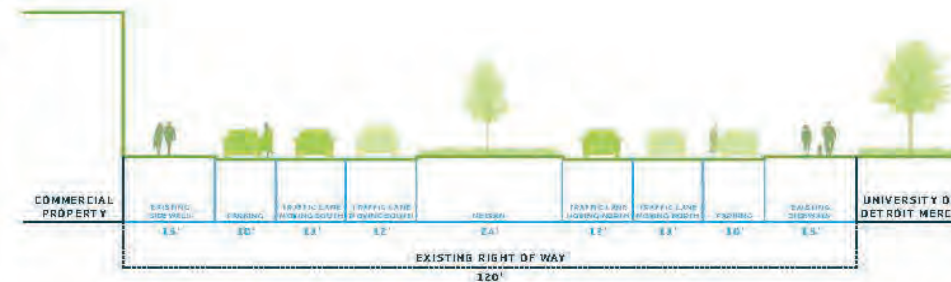 COMMERCIAL
PROPERTY
EXISTING
SIDEWALK
15'
PARKING
10'
TRAFFIC LANE
MOVING SOUTH
11'
TRAFFIC LANE
MOVING SOUTH
12'
MEDIAN
24'
TRAFFIC LANE
MOVING NORTH
12'
TRAFFIC LANE
MOVING NORTH
11'
PARKING
10'
EXISTING
SIDEWALK
15'
UNIVERSITY O
DETROIT MERC
EXISTING RIGHT OF WAY
120'